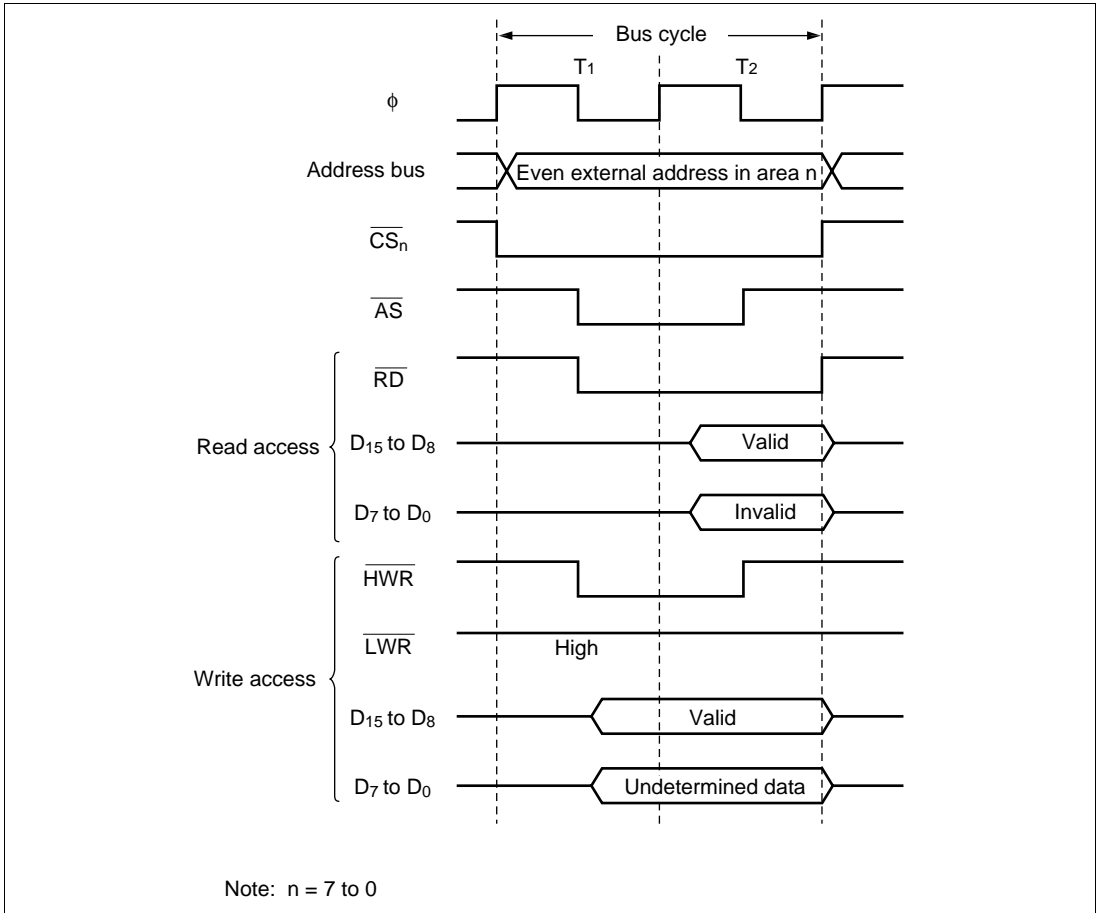 Bus cycle
T1 T2
ϕ
Address bus Even external address in area n
CSn
AS
Read access
RD
D15 to D8 Valid
D7 to D0 Invalid
Write access
HWR
LWR High
D15 to D8 Valid
D7 to D0 Undetermined data
Note: n = 7 to 0